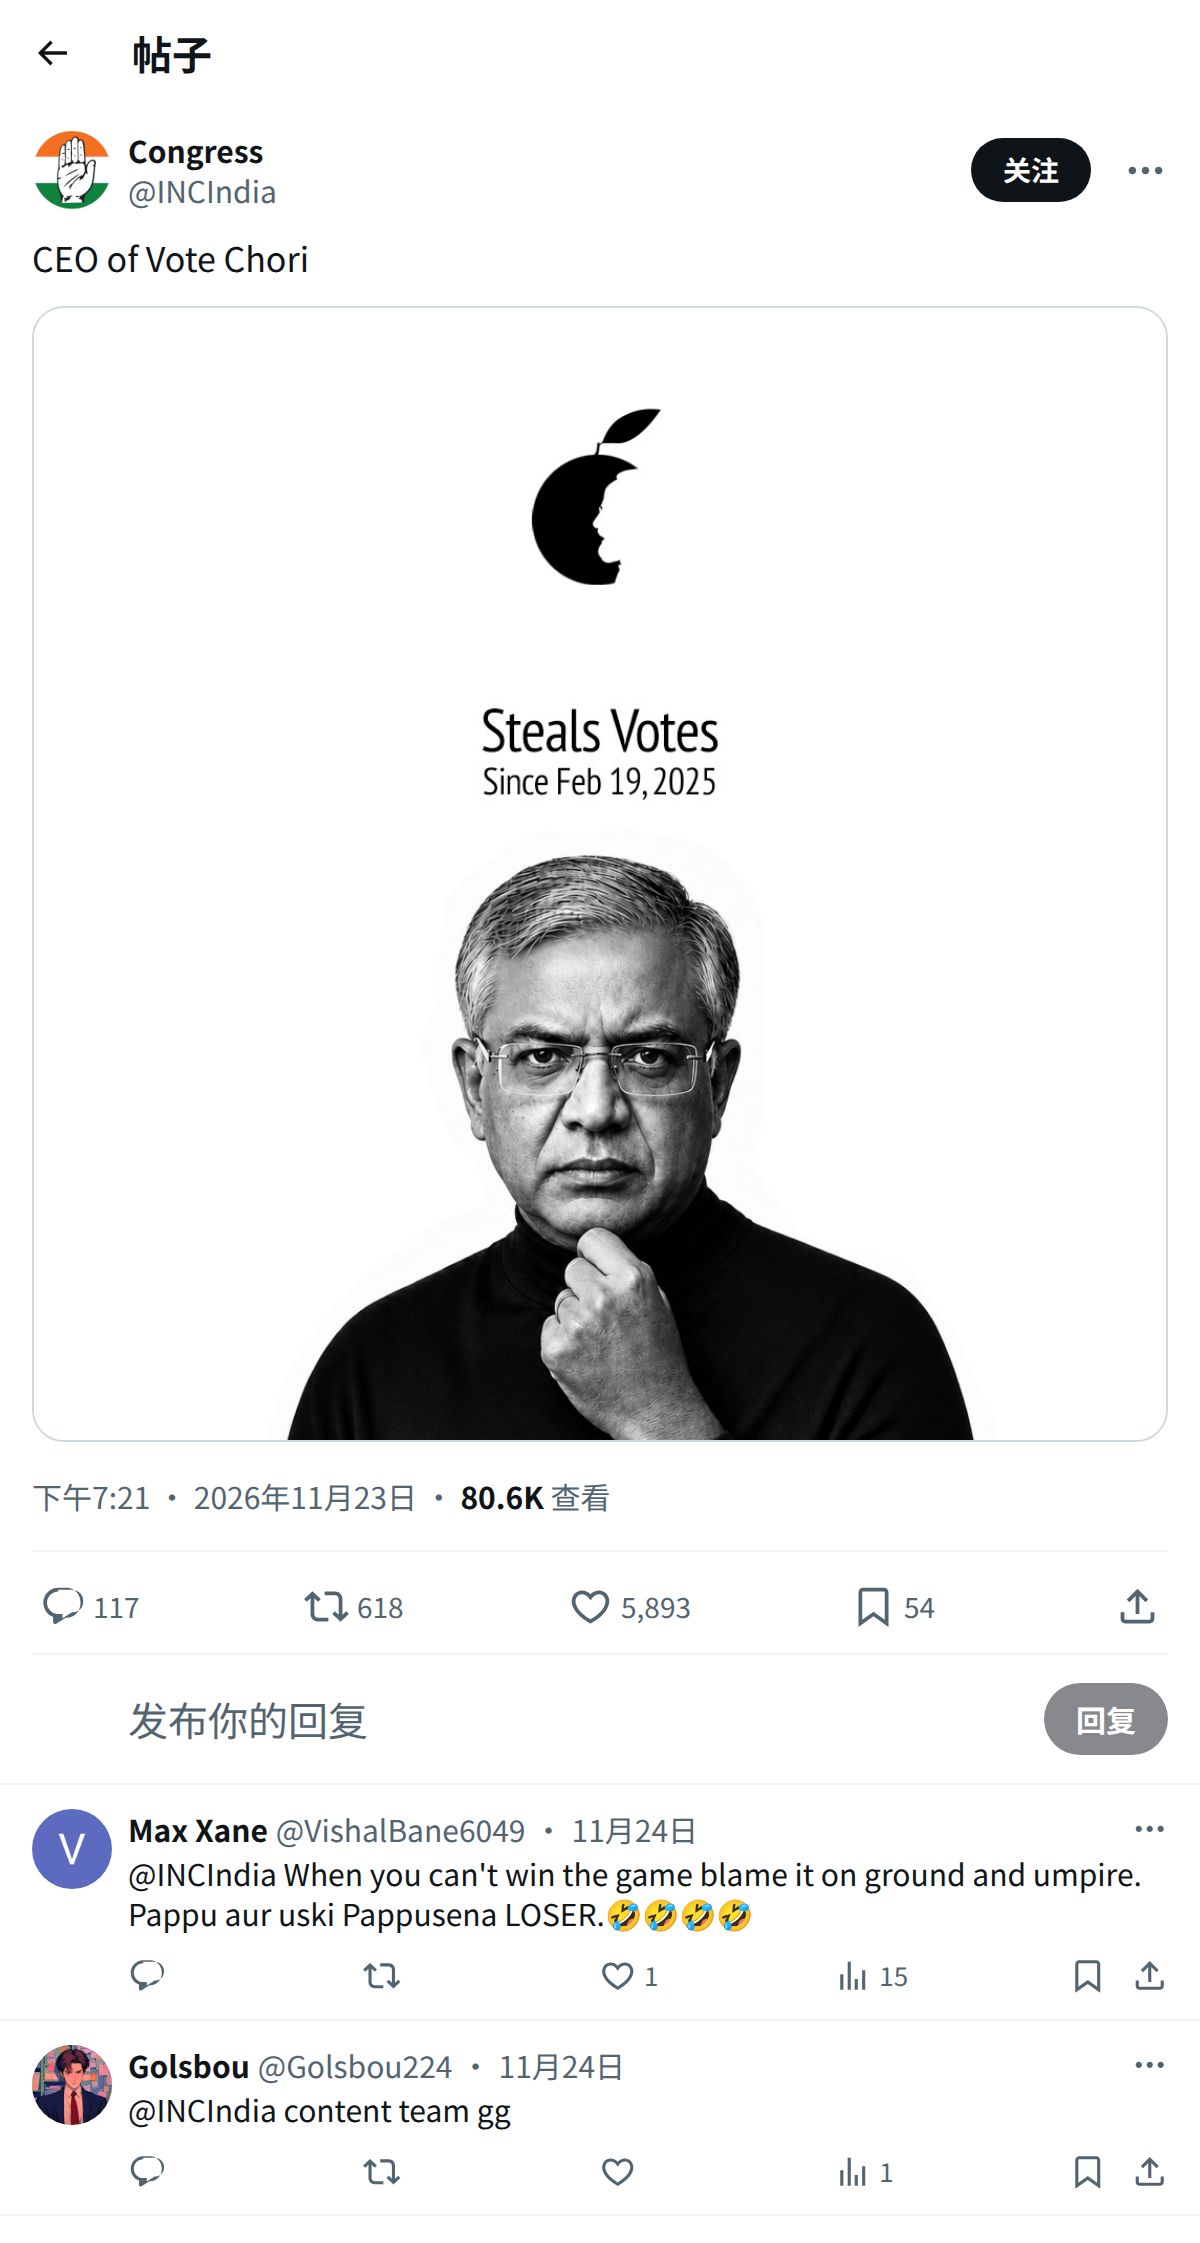 帖子
Congress
@INCIndia
关注
CEO of Vote Chori
Steals Votes
Since Feb 19, 2025
下午7:21 · 2026年11月23日 · 80.6K 查看
117 618 5,893 54
发布你的回复
回复
V
Max Xane @VishalBane6049 · 11月24日
@INCIndia When you can't win the game blame it on ground and umpire.
Pappu aur uski Pappusena LOSER.🤣🤣🤣🤣
1 15
Golsbou @Golsbou224 · 11月24日
@INCIndia content team gg
1